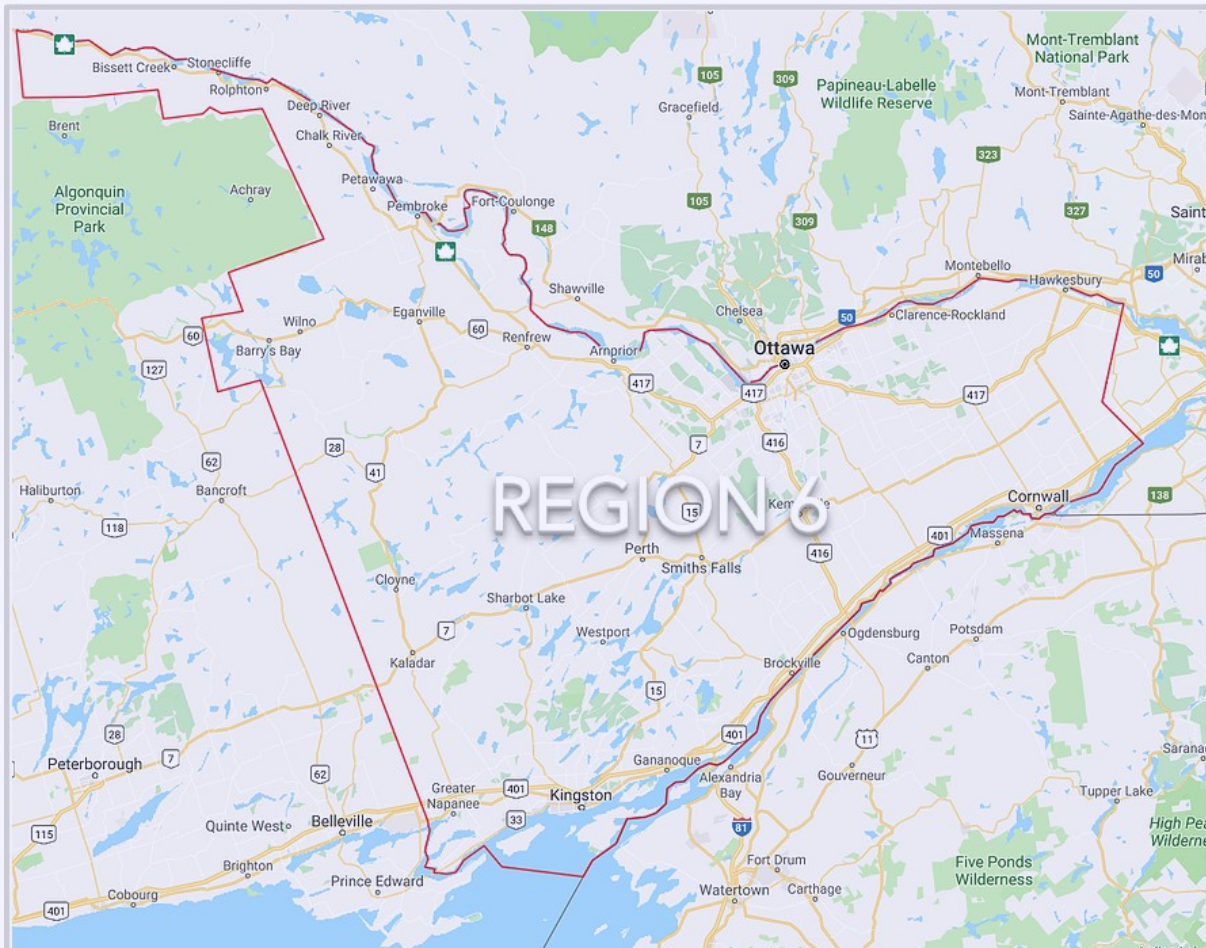 Mont-Tremblant
National Park
Bissett Creek
Stonecliffe
105
309
Papineau-Labelle
Wildlife Reserve
Mont-Tremblant
Rolphton
Deep River
Gracefield
Sainte-Agathe-des-Mon
Brent
Chalk River
323
Algonquin
Provincial
Park
Achray
Petawawa
Pembroke
Fort-Coulonge
105
309
327
Saint
148
Montebello
Hawkesbury
50
Mirab
Shawville
Chelsea
50
Clarence-Rockland
60
Wilno
Eganville
60
Renfrew
Ottawa
Barry's Bay
Arnprior
127
417
417
417
28
7
416
62
41
Haliburton
Bancroft
118
REGION 6
15
Cornwall
138
401
Massena
416
Perth
Smiths Falls
Cloyne
Sharbot Lake
7
Westport
Ogdensburg
Potsdam
Kaladar
Brockville
Canton
15
28
7
401
11
Peterborough
62
Gananoque
Alexandria
Bay
Gouverneur
Saranac
Greater
Napanee
401
Kingston
Tupper Lake
115
Quinte West
Belleville
33
81
High Pea
Wilderne
Brighton
Prince Edward
Fort Drum
Five Ponds
Wilderness
401
Cobourg
Watertown
Carthage